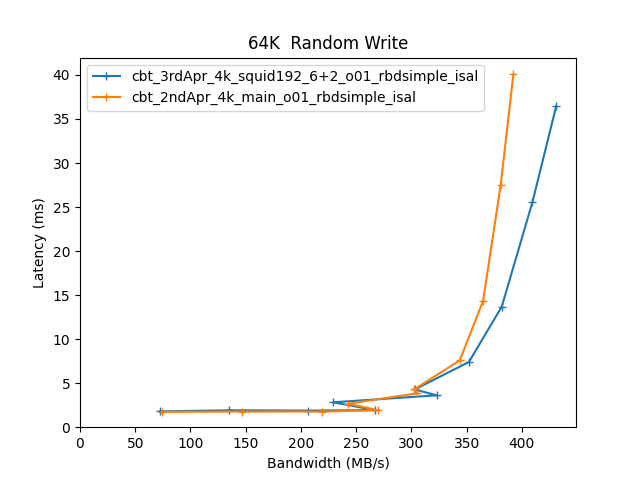 64K  Random Write
cbt_3rdApr_4k_squid192_6+2_o01_rbdsimple_isal
cbt_2ndApr_4k_main_o01_rbdsimple_isal
40
35
30
25
20
15
10
5
0
Latency (ms)
0 50 100 150 200 250 300 350 400
Bandwidth (MB/s)